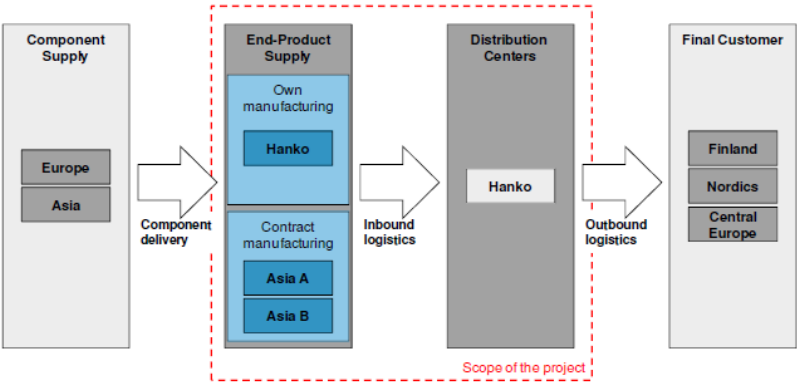 Component
Supply
Europe
Asia
Component
delivery
End-Product
Supply
Own
manufacturing
Hanko
Contract
manufacturing
Asia A
Asia B
Inbound
logistics
Distribution
Centers
Hanko
Outbound
logistics
Final Customer
Finland
Nordics
Central
Europe
Scope of the project